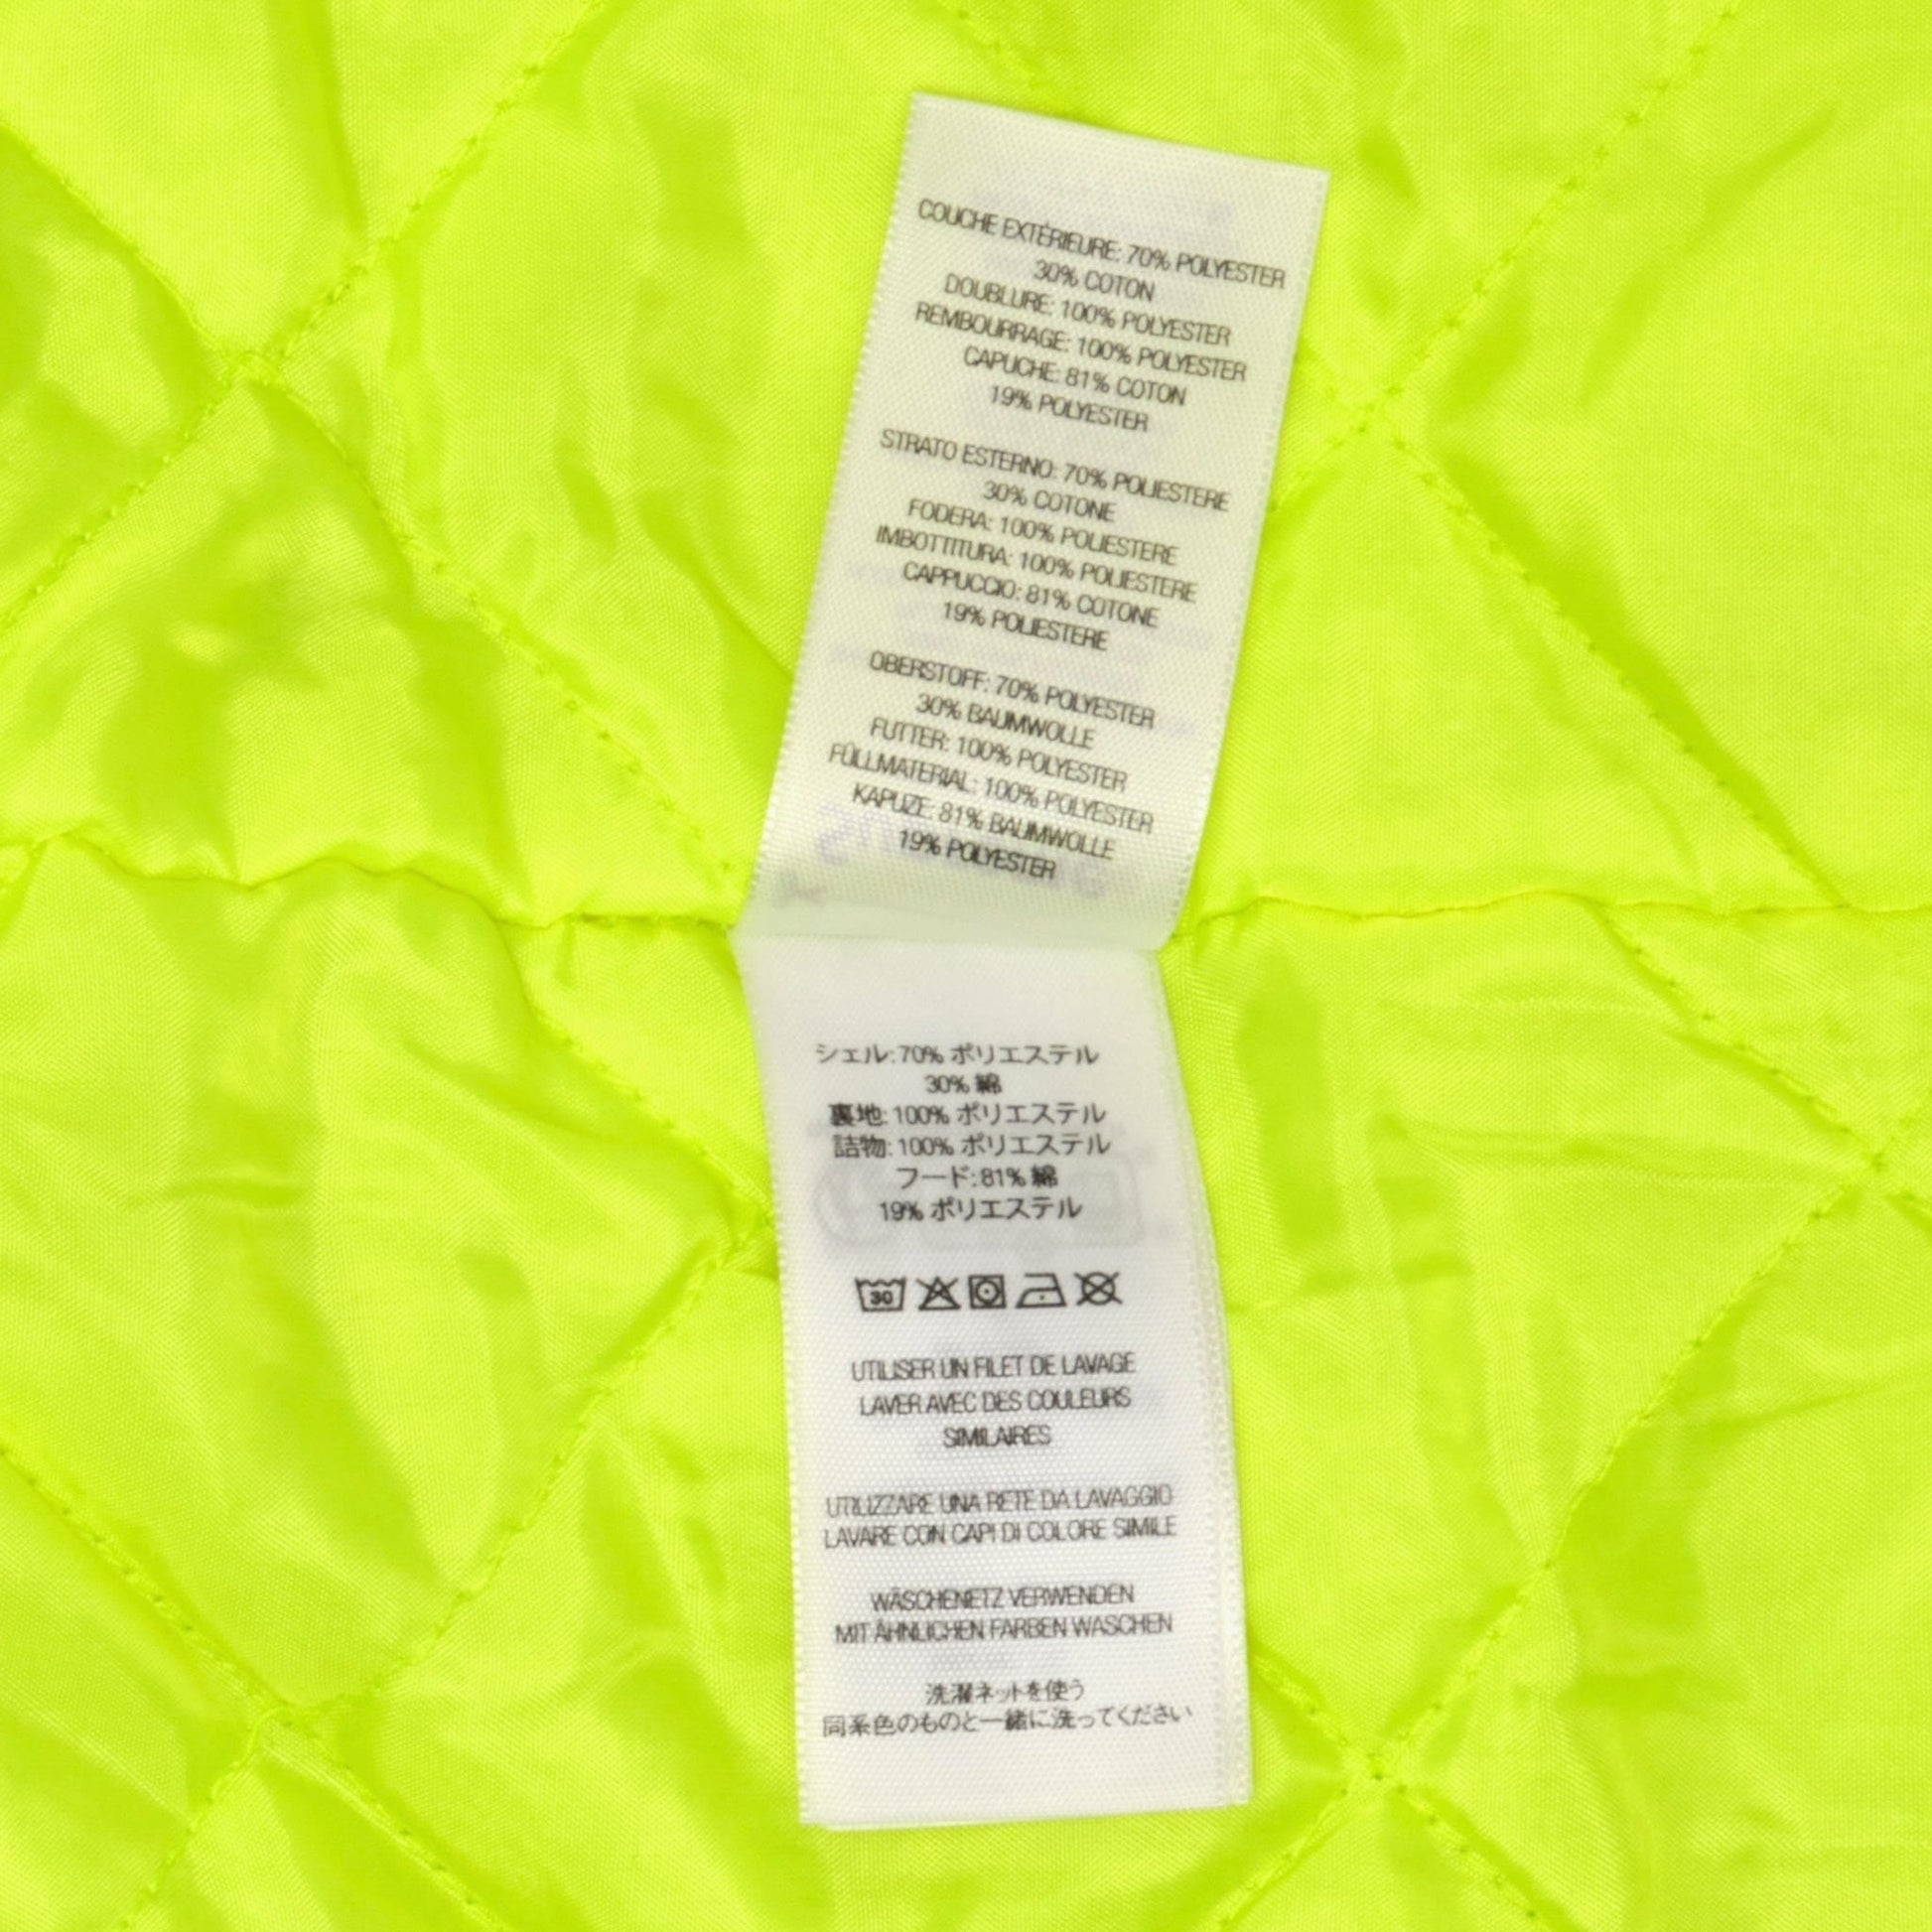 COUCHE EXTÉRIEURE: 70% POLYESTER
30% COTON
DOUBLURE: 100% POLYESTER
REMBOURRAGE: 100% POLYESTER
CAPUCHE: 81% COTON
19% POLYESTER
STRATO ESTERNO: 70% POLIESTERE
30% COTONE
FODERA: 100% POLIESTERE
IMBOTTITURA: 100% POLIESTERE
CAPPUCCIO: 81% COTONE
19% POLIESTERE
OBERSTOFF: 70% POLYESTER
30% BAUMWOLLE
FUTTER: 100% POLYESTER
FÜLLMATERIAL: 100% POLYESTER
KAPUZE: 81% BAUMWOLLE
19% POLYESTER
シェル: 70% ポリエステル
30% 綿
裏地: 100% ポリエステル
詰物: 100% ポリエステル
フード: 81% 綿
19% ポリエステル
30
UTILISER UN FILET DE LAVAGE
LAVER AVEC DES COULEURS
SIMILAIRES
UTILIZZARE UNA RETE DA LAVAGGIO
LAVARE CON CAPI DI COLORE SIMILE
WÄSCHENETZ VERWENDEN
MIT ÄHNLICHEN FARBEN WASCHEN
洗濯ネットを使う
同系色のものと一緒に洗ってください